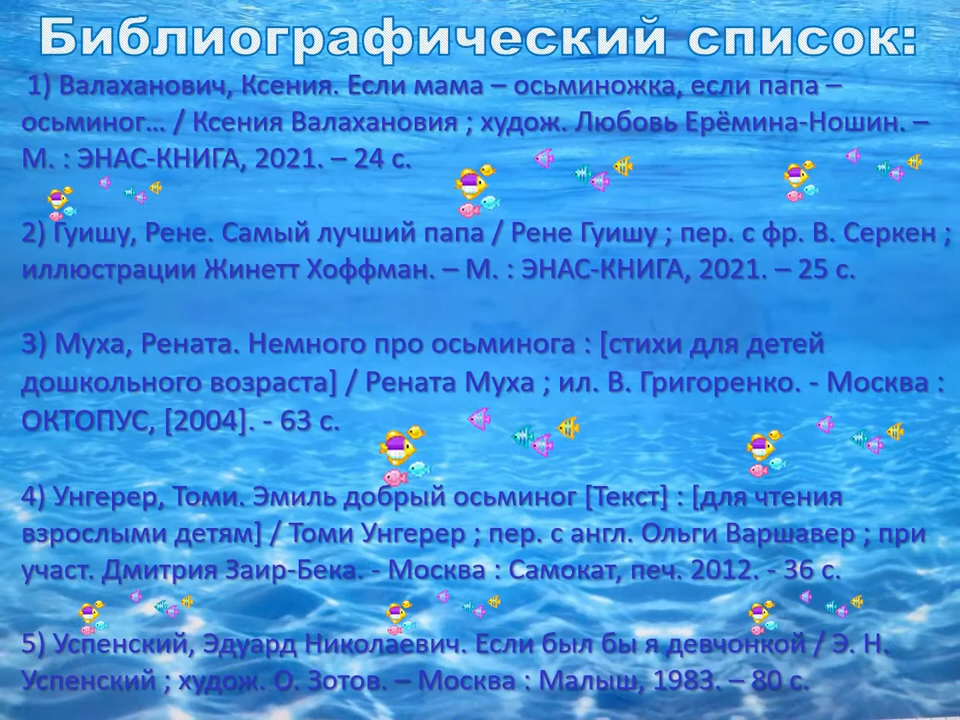 Библиографический список:
1) Валаханович, Ксения. Если мама – осьминожка, если папа –
осьминог... / Ксения Валахановия ; худож. Любовь Ерёмина-Ношин. –
М. : ЭНАС-КНИГА, 2021. – 24 с.
2) Гуишу, Рене. Самый лучший папа / Рене Гуишу ; пер. с фр. В. Серкен ;
иллюстрации Жинетт Хоффман. – М. : ЭНАС-КНИГА, 2021. – 25 с.
3) Муха, Рената. Немного про осьминога : [стихи для детей
дошкольного возраста] / Рената Муха ; ил. В. Григоренко. - Москва :
ОКТОПУС, [2004]. - 63 с.
4) Унгерер, Томи. Эмиль добрый осьминог [Текст] : [для чтения
взрослыми детям] / Томи Унгерер ; пер. с англ. Ольги Варшавер ; при
участ. Дмитрия Заир-Бека. - Москва : Самокат, печ. 2012. - 36 с.
5) Успенский, Эдуард Николаевич. Если был бы я девчонкой / Э. Н.
Успенский ; худож. О. Зотов. – Москва : Малыш, 1983. – 80 с.